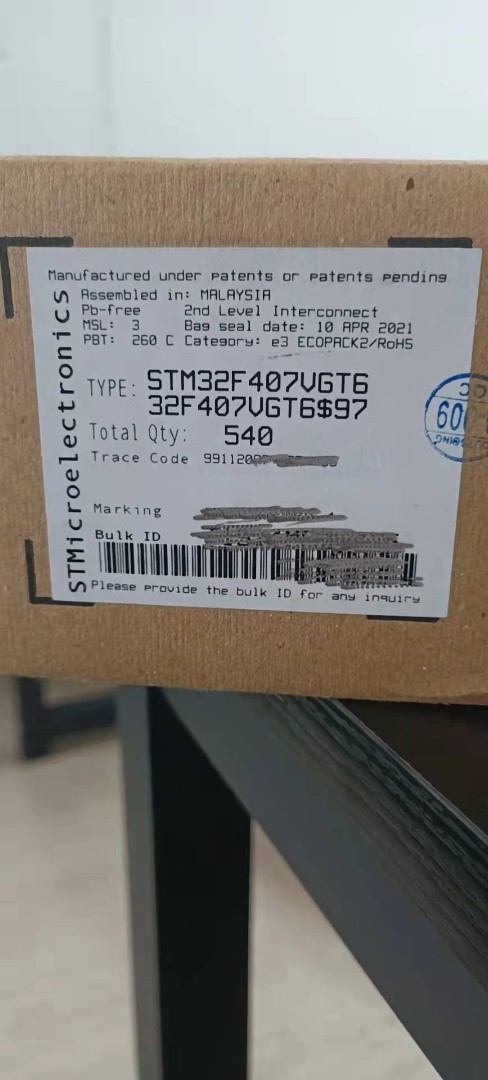 Manufactured under patents or patents pending
STMicroelectronics
Assembled in: MALAYSIA
Pb-free 2nd Level Interconnect
MSL: 3 Bag seal date: 10 APR 2021
PBT: 260 C Category: e3 ECOPACK2/RoHS
TYPE: STM32F407VGT6
32F407VGT6$97
Total Qty: 540
Trace Code 991120
Marking
Bulk ID
Please provide the bulk ID for any inquiry